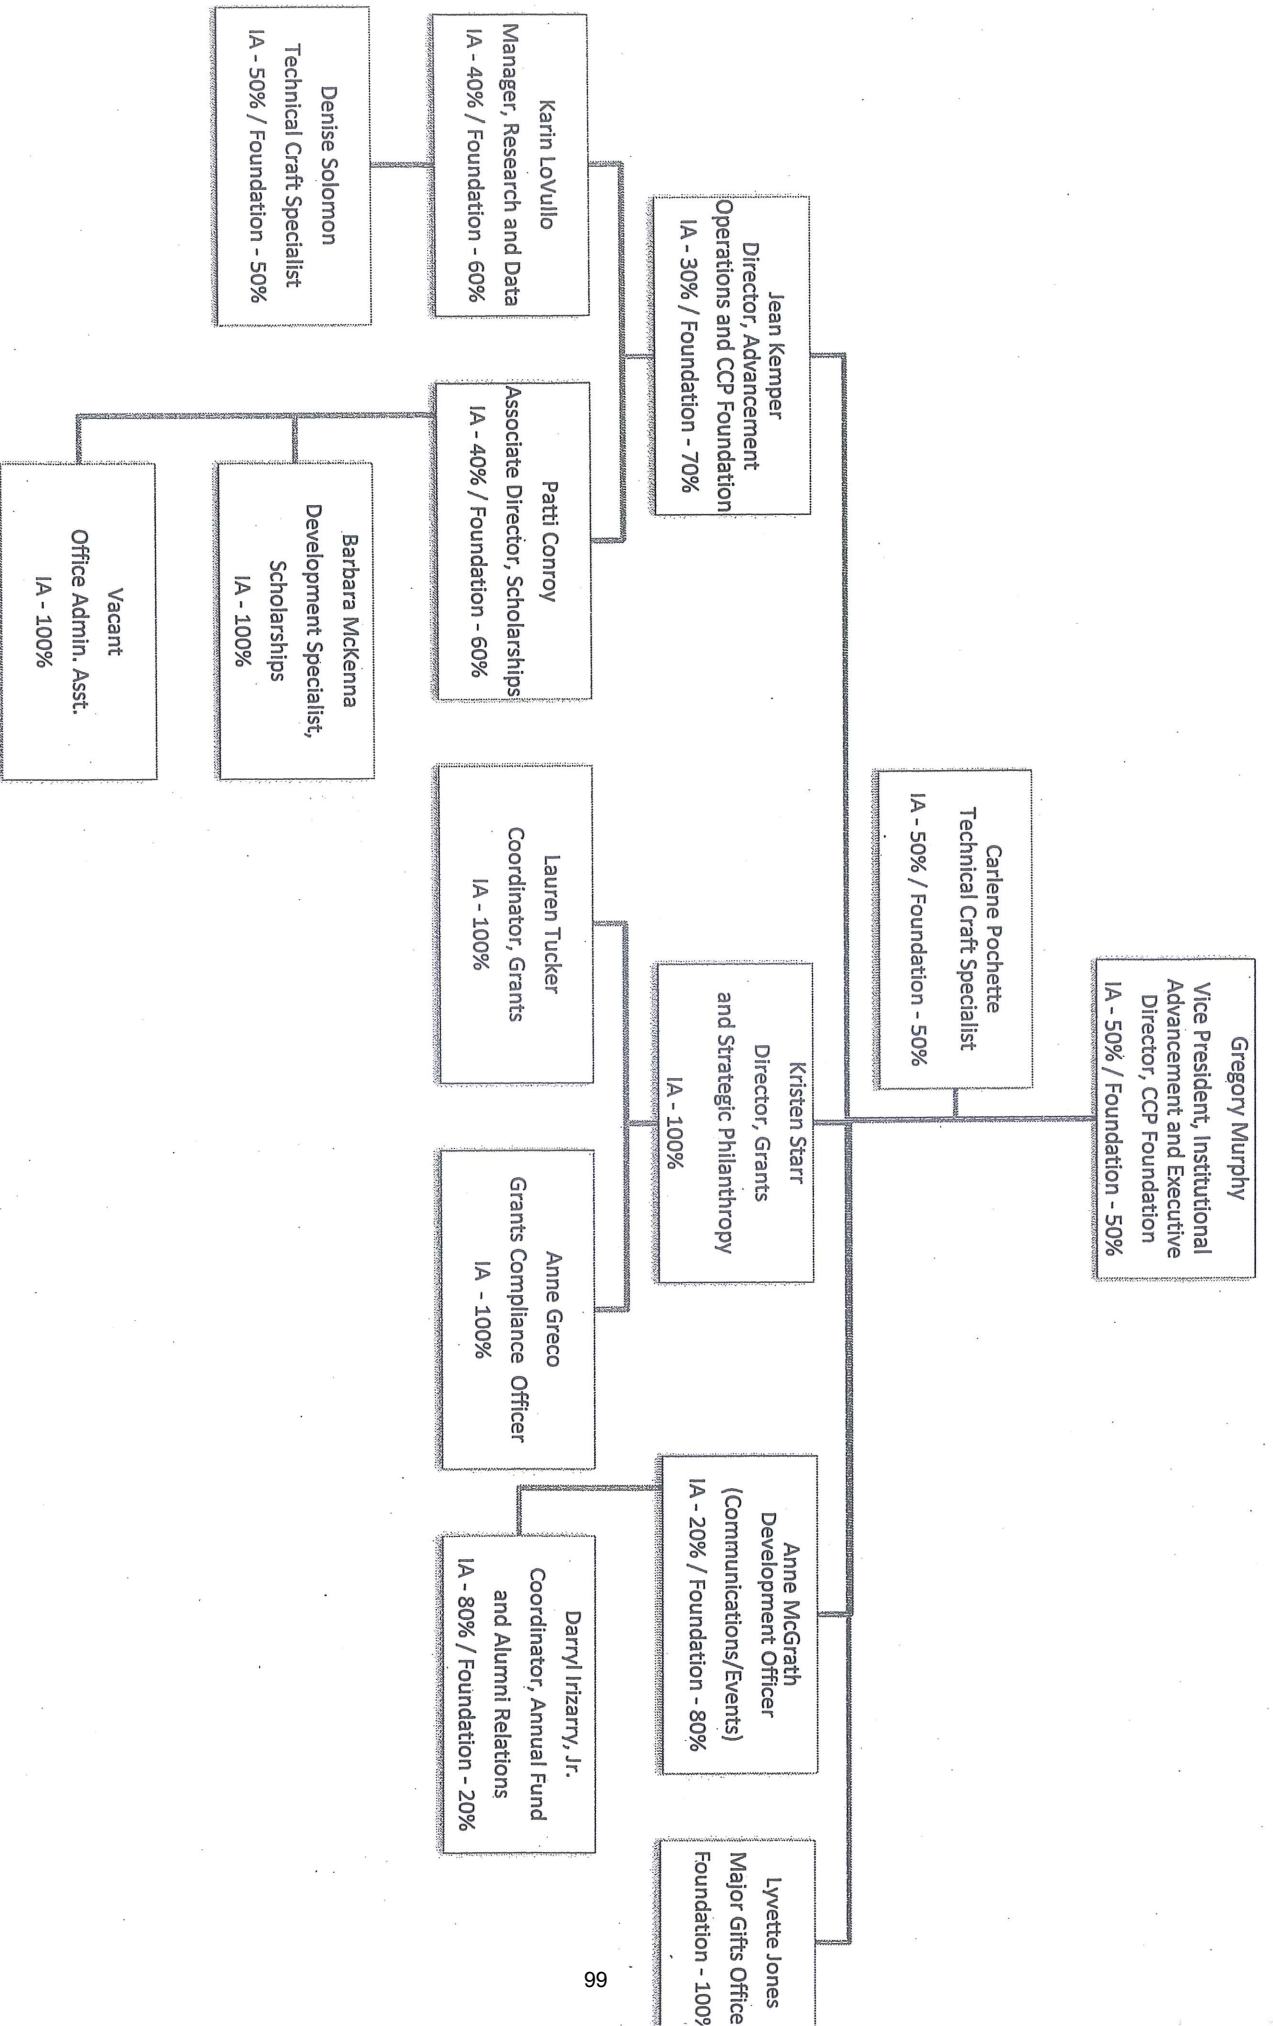 Gregory Murphy
Vice President, Institutional
Advancement and Executive
Director, CCP Foundation
IA - 50% / Foundation - 50%
Carlene Pochette
Technical Craft Specialist
IA - 50% / Foundation - 50%
Jean Kemper
Director, Advancement
Operations and CCP Foundation
IA - 30% / Foundation - 70%
Kristen Starr
Director, Grants
and Strategic Philanthropy
IA - 100%
Anne McGrath
Development Officer
(Communications/Events)
IA - 20% / Foundation - 80%
Lyvette Jones
Major Gifts Office
Foundation - 100%
Karin LoVullo
Manager, Research and Data
IA - 40% / Foundation - 60%
Patti Conroy
Associate Director, Scholarships
IA - 40% / Foundation - 60%
Lauren Tucker
Coordinator, Grants
IA - 100%
Anne Greco
Grants Compliance Officer
IA - 100%
Darryl Irizarry, Jr.
Coordinator, Annual Fund
and Alumni Relations
IA - 80% / Foundation - 20%
Denise Solomon
Technical Craft Specialist
IA - 50% / Foundation - 50%
Barbara McKenna
Development Specialist,
Scholarships
IA - 100%
Vacant
Office Admin. Asst.
IA - 100%
99